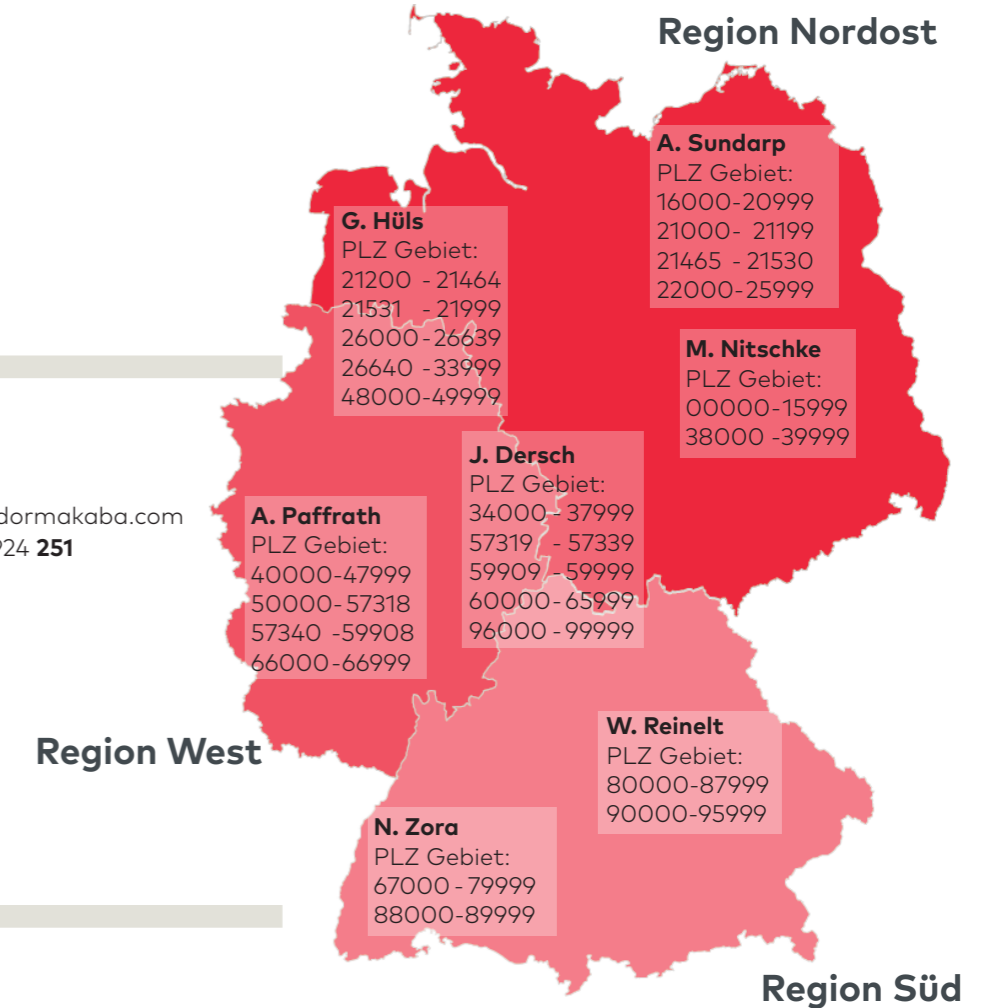 Region Nordost
A. Sundarp
PLZ Gebiet:
16000-20999
21000- 21199
21465 - 21530
22000-25999
G. Hüls
PLZ Gebiet:
21200 - 21464
21531 - 21999
26000-26639
26640 -33999
48000-49999
M. Nitschke
PLZ Gebiet:
00000-15999
38000 -39999
J. Dersch
PLZ Gebiet:
34000- 37999
57319 - 57339
59909 -59999
60000-65999
96000 - 99999
dormakaba.com
924 251
A. Paffrath
PLZ Gebiet:
40000-47999
50000-57318
57340 -59908
66000-66999
Region West
W. Reinelt
PLZ Gebiet:
80000-87999
90000-95999
N. Zora
PLZ Gebiet:
67000 - 79999
88000-89999
Region Süd